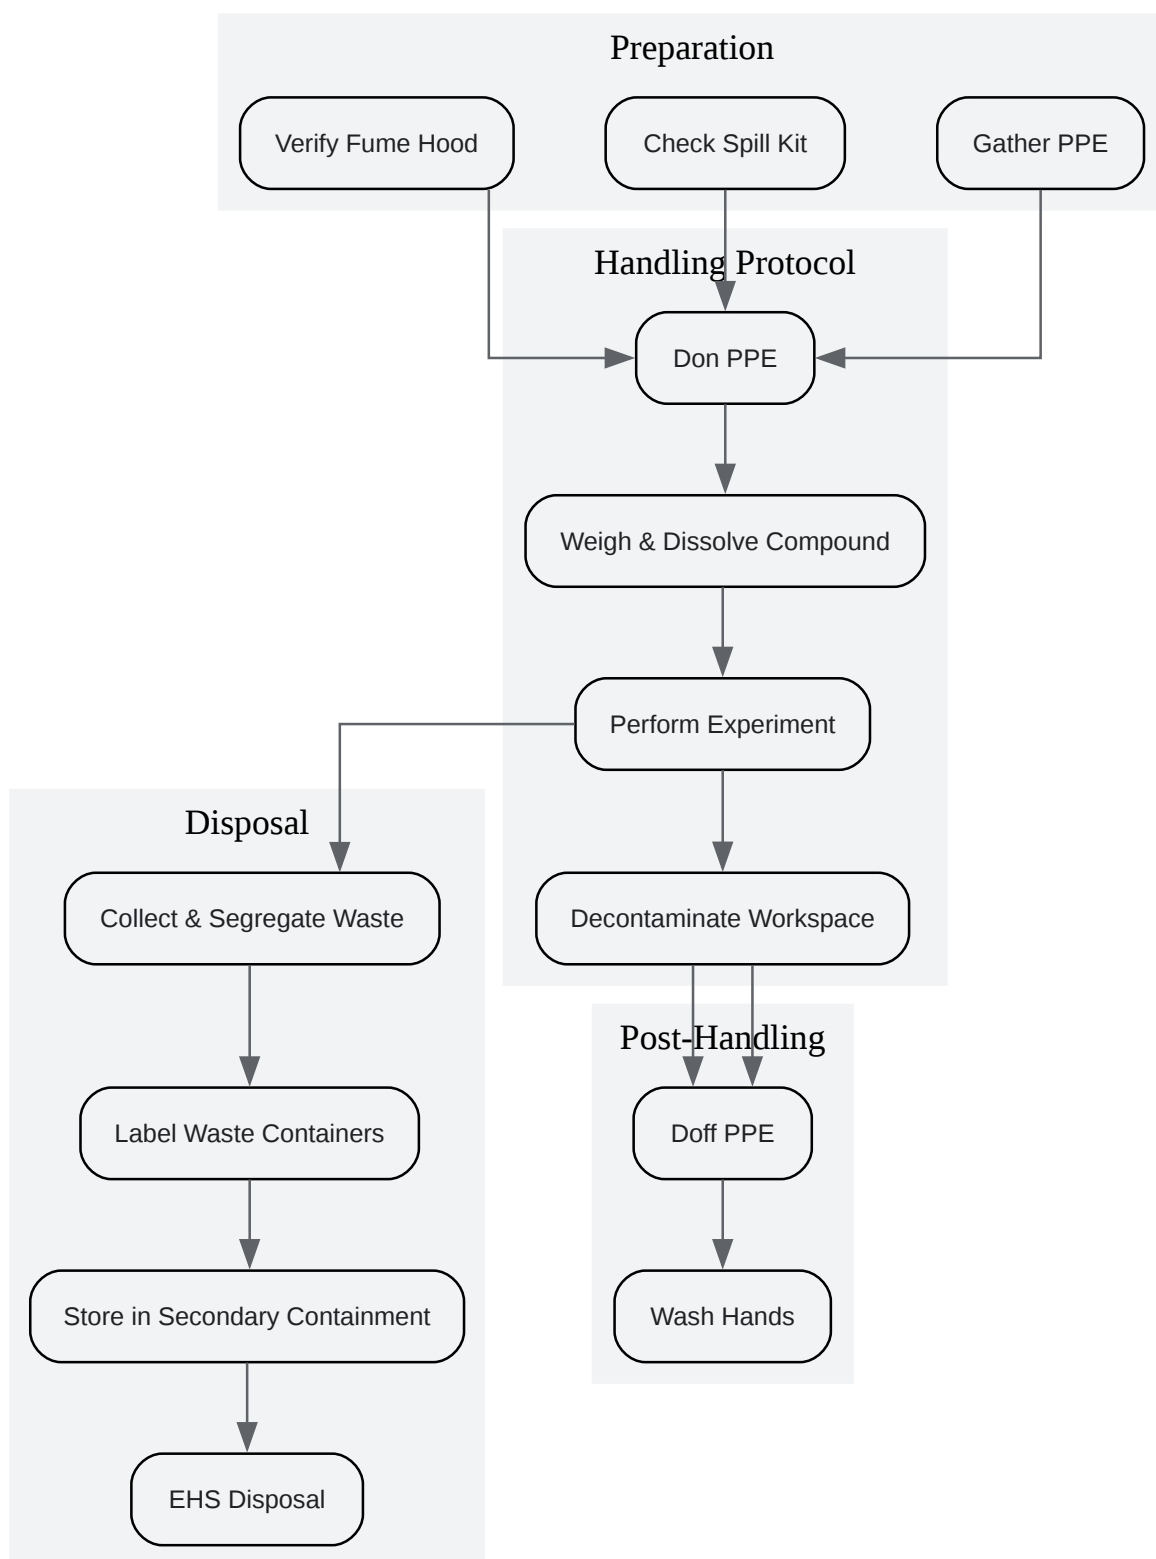 Preparation
Verify Fume Hood
Check Spill Kit
Gather PPE
Handling Protocol
Don PPE
Weigh & Dissolve Compound
Perform Experiment
Disposal
Collect & Segregate Waste
Decontaminate Workspace
Post-Handling
Label Waste Containers
Doff PPE
Store in Secondary Containment
Wash Hands
EHS Disposal